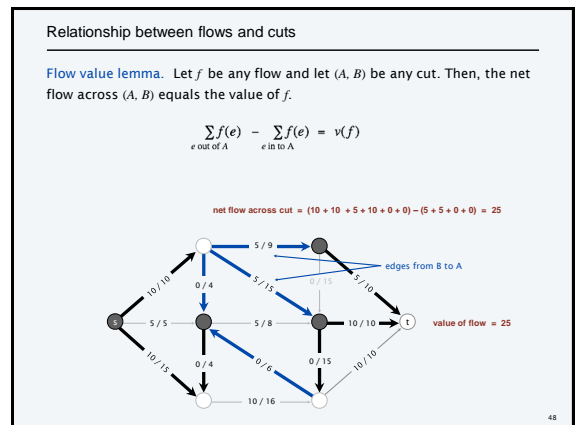 Relationship between flows and cuts
Flow value lemma. Let f be any flow and let (A, B) be any cut. Then, the net
flow across (A, B) equals the value of f.
∑ f(e) – ∑ f(e) = v(f)
e out of A e in to A
net flow across cut = (10 + 10 + 5 + 10 + 0 + 0) – (5 + 5 + 0 + 0) = 25
5 / 9
edges from B to A
10 / 10
0 / 4
5 / 15
0 / 15
5 / 10
s
5 / 5
5 / 8
10 / 10
t
value of flow = 25
10 / 15
0 / 4
0 / 6
0 / 15
10 / 10
10 / 16
48